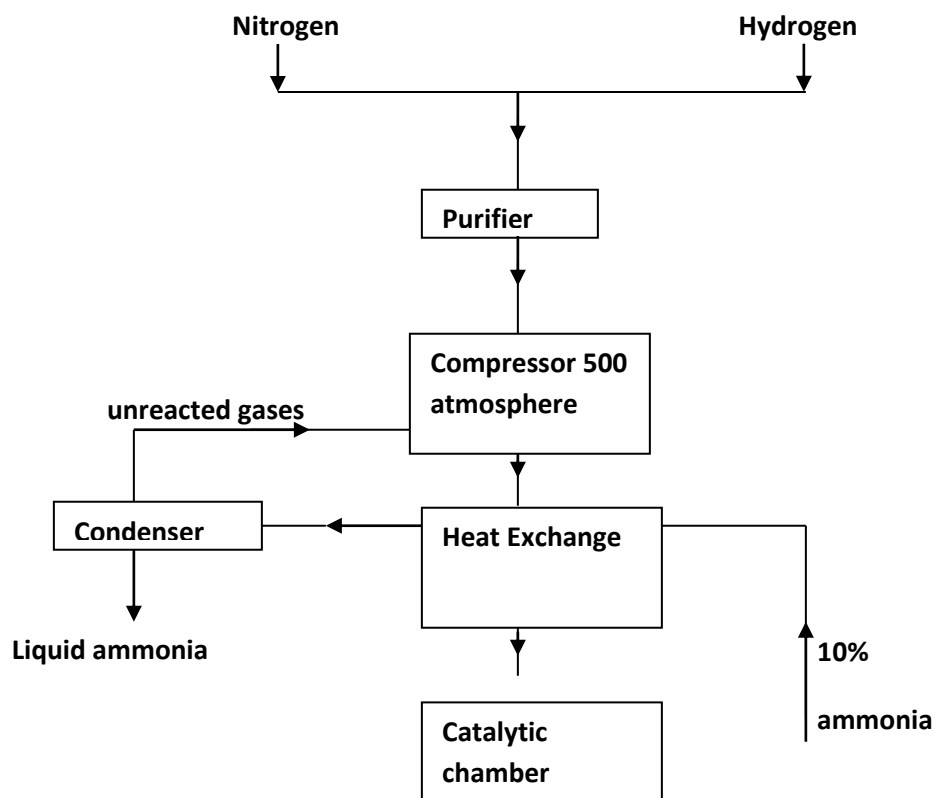 Nitrogen
Hydrogen
Purifier
Compressor 500
atmosphere
unreacted gases
Condenser
Heat Exchange
Liquid ammonia
10%
ammonia
Catalytic
chamber